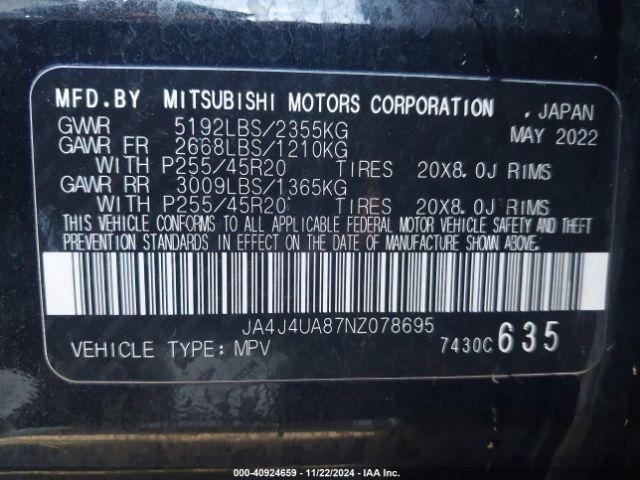 MFD.BY MITSUBISHI MOTORS CORPORATION , JAPAN
GVWR 5192LBS/2355KG MAY 2022
GAWR FR 2668LBS/1210KG
WITH P255/45R20 TIRES 20X8.0J RIMS
GAWR RR 3009LBS/1365KG
WITH P255/45R20 TIRES 20X8.0J RIMS
THIS VEHICLE CONFORMS TO ALL APPLICABLE FEDERAL MOTOR VEHICLE SAFETY AND THEFT
PREVENTION STANDARDS IN EFFECT ON THE DATE OF MANUFACTURE SHOWN ABOVE.
JA4J4UA87NZ078695
VEHICLE TYPE: MPV 7430C 635
000-40924659 - 11/22/2024 - IAA Inc.